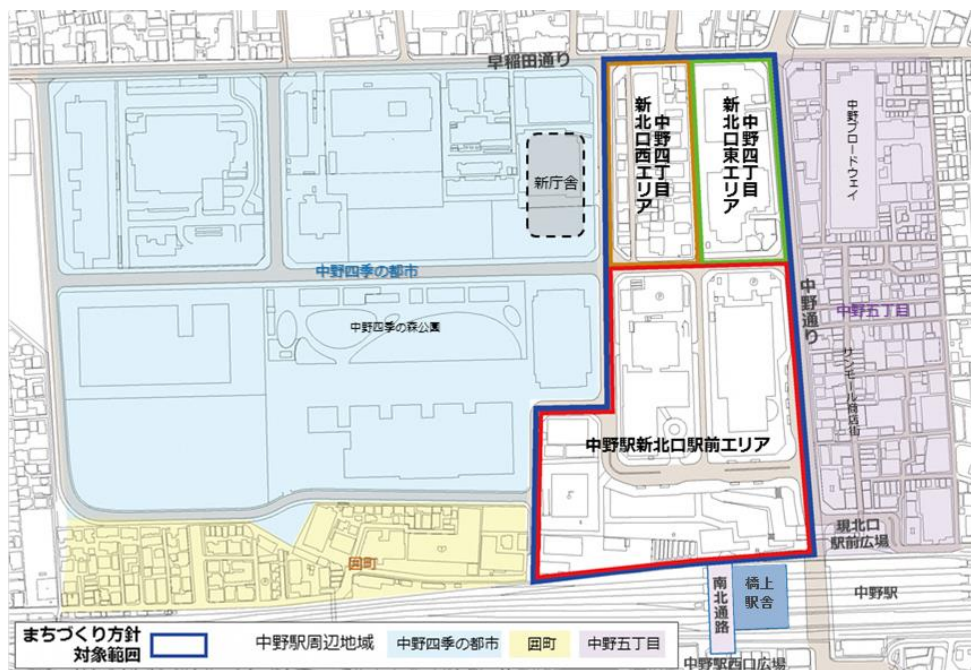 早稲田通り
中野四丁目
新北口西エリア
中野四丁目
新北口東エリア
中野ブロードウェイ
新庁舎
中野四季の都市
中野通り
中野四季の森公園
中野五丁目
サンモール商店街
中野駅新北口駅前エリア
現北口
駅前広場
囲町
南北通路
橋上
駅舎
中野駅
中野駅西口広場
まちづくり方針
対象範囲
中野駅周辺地域
中野四季の都市
囲町
中野五丁目